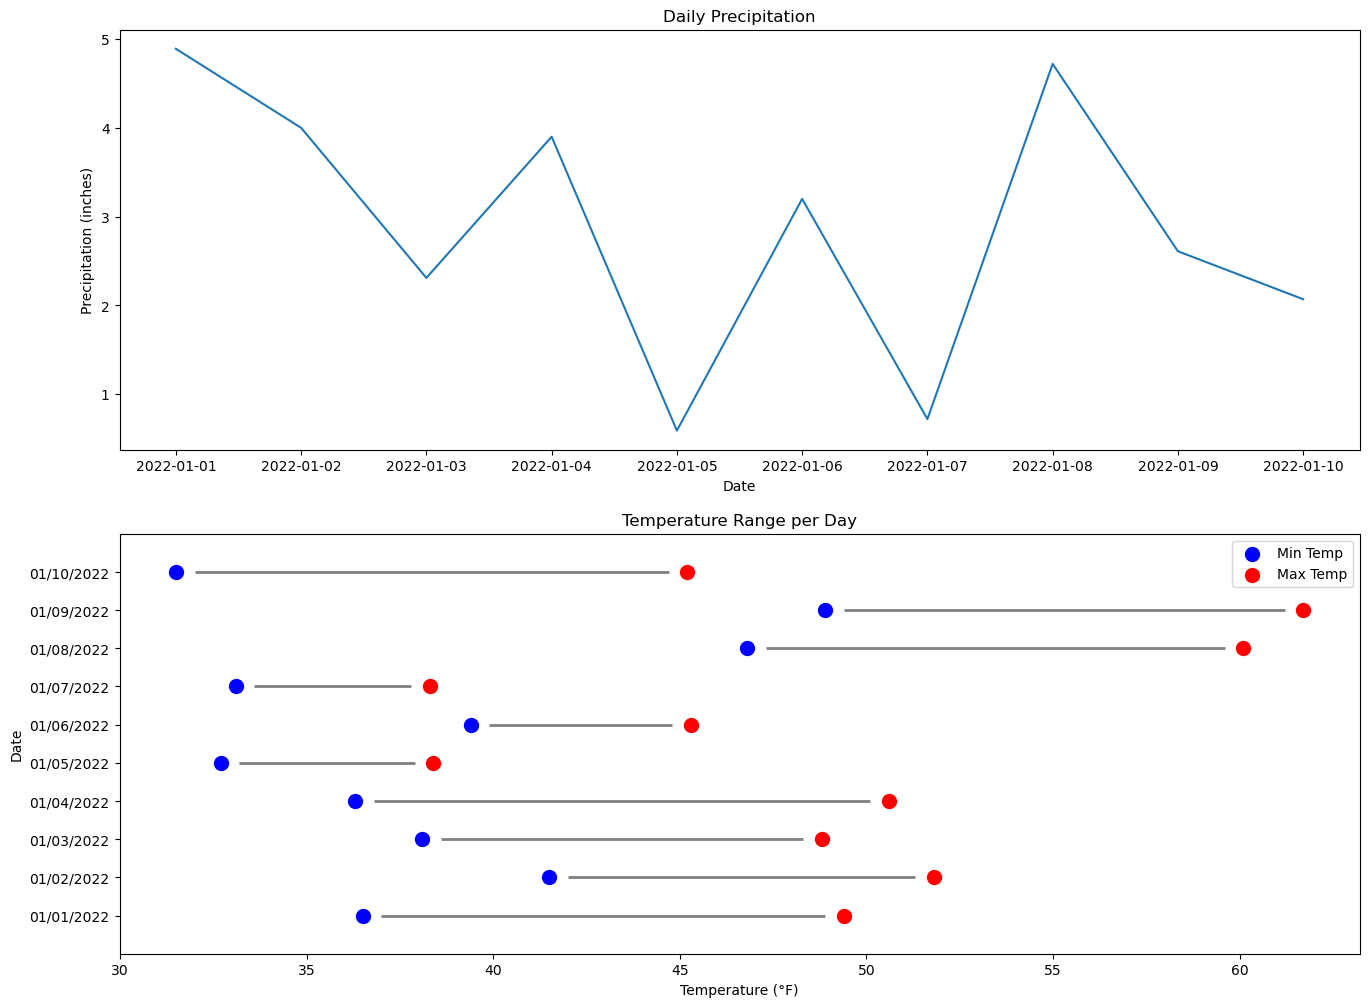 Daily Precipitation
Precipitation (inches)
5
4
3
2
1
2022-01-01 2022-01-02 2022-01-03 2022-01-04 2022-01-05 2022-01-06 2022-01-07 2022-01-08 2022-01-09 2022-01-10
Date
Temperature Range per Day
Min Temp
Max Temp
Date
01/10/2022
01/09/2022
01/08/2022
01/07/2022
01/06/2022
01/05/2022
01/04/2022
01/03/2022
01/02/2022
01/01/2022
30 35 40 45 50 55 60
Temperature (°F)